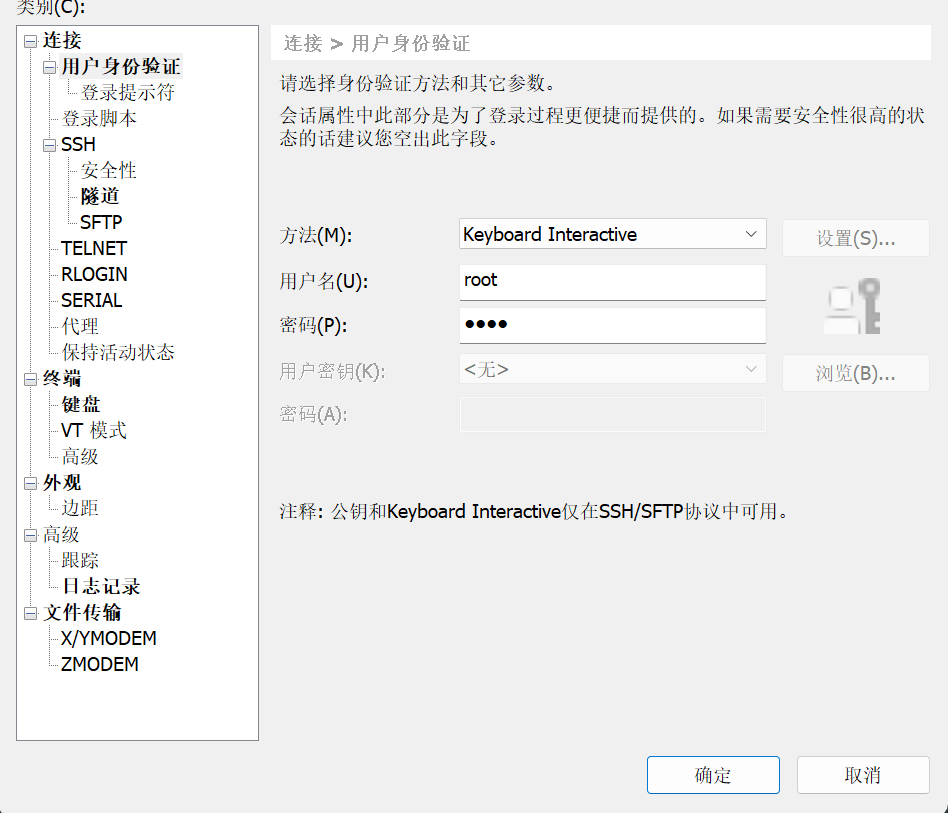 类别(C):
连接
用户身份验证
登录提示符
登录脚本
SSH
安全性
隧道
SFTP
TELNET
RLOGIN
SERIAL
代理
保持活动状态
终端
键盘
VT 模式
高级
外观
边距
高级
跟踪
日志记录
文件传输
X/YMODEM
ZMODEM
连接 > 用户身份验证
请选择身份验证方法和其它参数。
会话属性中此部分是为了登录过程更便捷而提供的。如果需要安全性很高的状
态的话建议您空出此字段。
方法(M):
Keyboard Interactive
设置(S)...
用户名(U):
root
密码(P):
●●●●
用户密钥(K):
<无>
浏览(B)...
密码(A):
注释: 公钥和Keyboard Interactive仅在SSH/SFTP协议中可用。
确定
取消